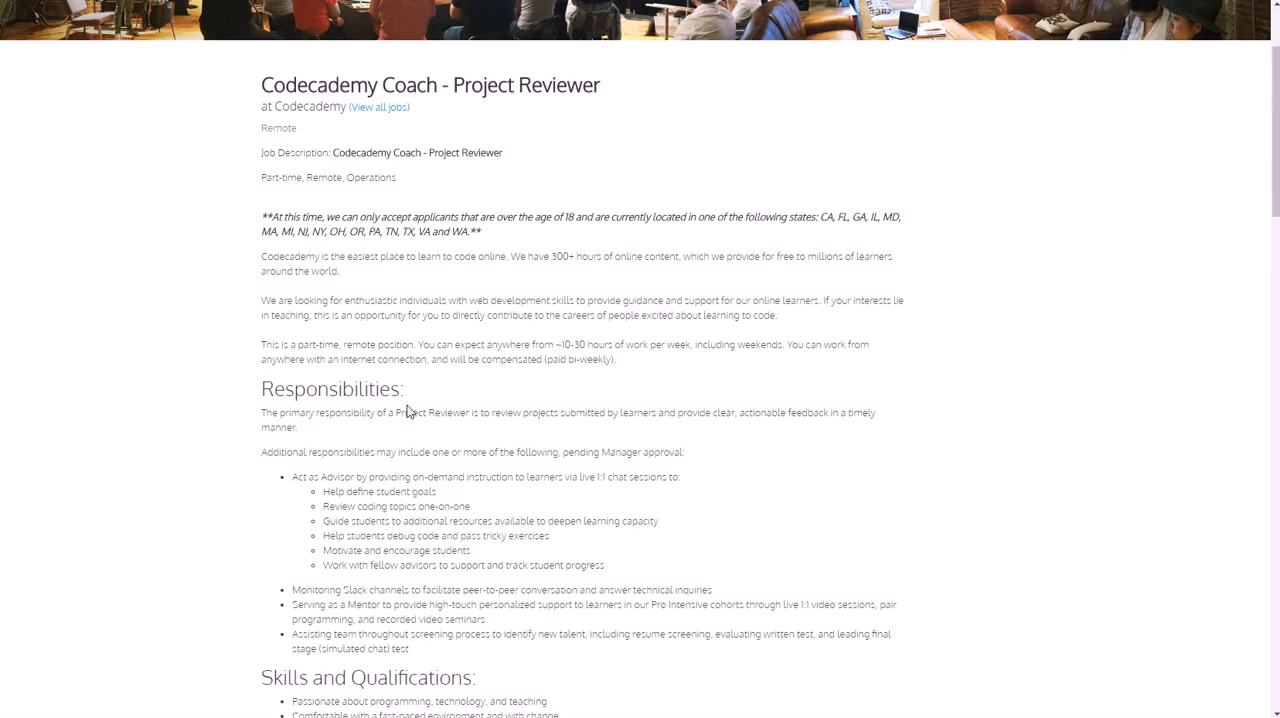 Codecademy Coach - Project Reviewer
at Codecademy (View all jobs)
Remote
Job Description: Codecademy Coach - Project Reviewer
Part-time, Remote, Operations
**At this time, we can only accept applicants that are over the age of 18 and are currently located in one of the following states: CA, FL, GA, IL, MD,
MA, MI, NJ, NY, OH, OR, PA, TN, TX, VA and WA.**
Codecademy is the easiest place to learn to code online. We have 300+ hours of online content, which we provide for free to millions of learners
around the world.
We are looking for enthusiastic individuals with web development skills to provide guidance and support for our online learners. If your interests lie
in teaching, this is an opportunity for you to directly contribute to the careers of people excited about learning to code.
This is a part-time, remote position. You can expect anywhere from ~10-30 hours of work per week, including weekends. You can work from
anywhere with an internet connection, and will be compensated (paid bi-weekly).
Responsibilities:
The primary responsibility of a Project Reviewer is to review projects submitted by learners and provide clear, actionable feedback in a timely
manner.
Additional responsibilities may include one or more of the following, pending Manager approval:
• Act as Advisor by providing on-demand instruction to learners via live 1:1 chat sessions to:
◦ Help define student goals
◦ Review coding topics one-on-one
◦ Guide students to additional resources available to deepen learning capacity
◦ Help students debug code and pass tricky exercises
◦ Motivate and encourage students
◦ Work with fellow advisors to support and track student progress
• Monitoring Slack channels to facilitate peer-to-peer conversation and answer technical inquiries
• Serving as a Mentor to provide high-touch personalized support to learners in our Pro Intensive cohorts through live 1:1 video sessions, pair
programming, and recorded video seminars
• Assisting team throughout screening process to identify new talent, including resume screening, evaluating written test, and leading final
stage (simulated chat) test
Skills and Qualifications:
• Passionate about programming, technology, and teaching
• Comfortable with a fast-paced environment and with change